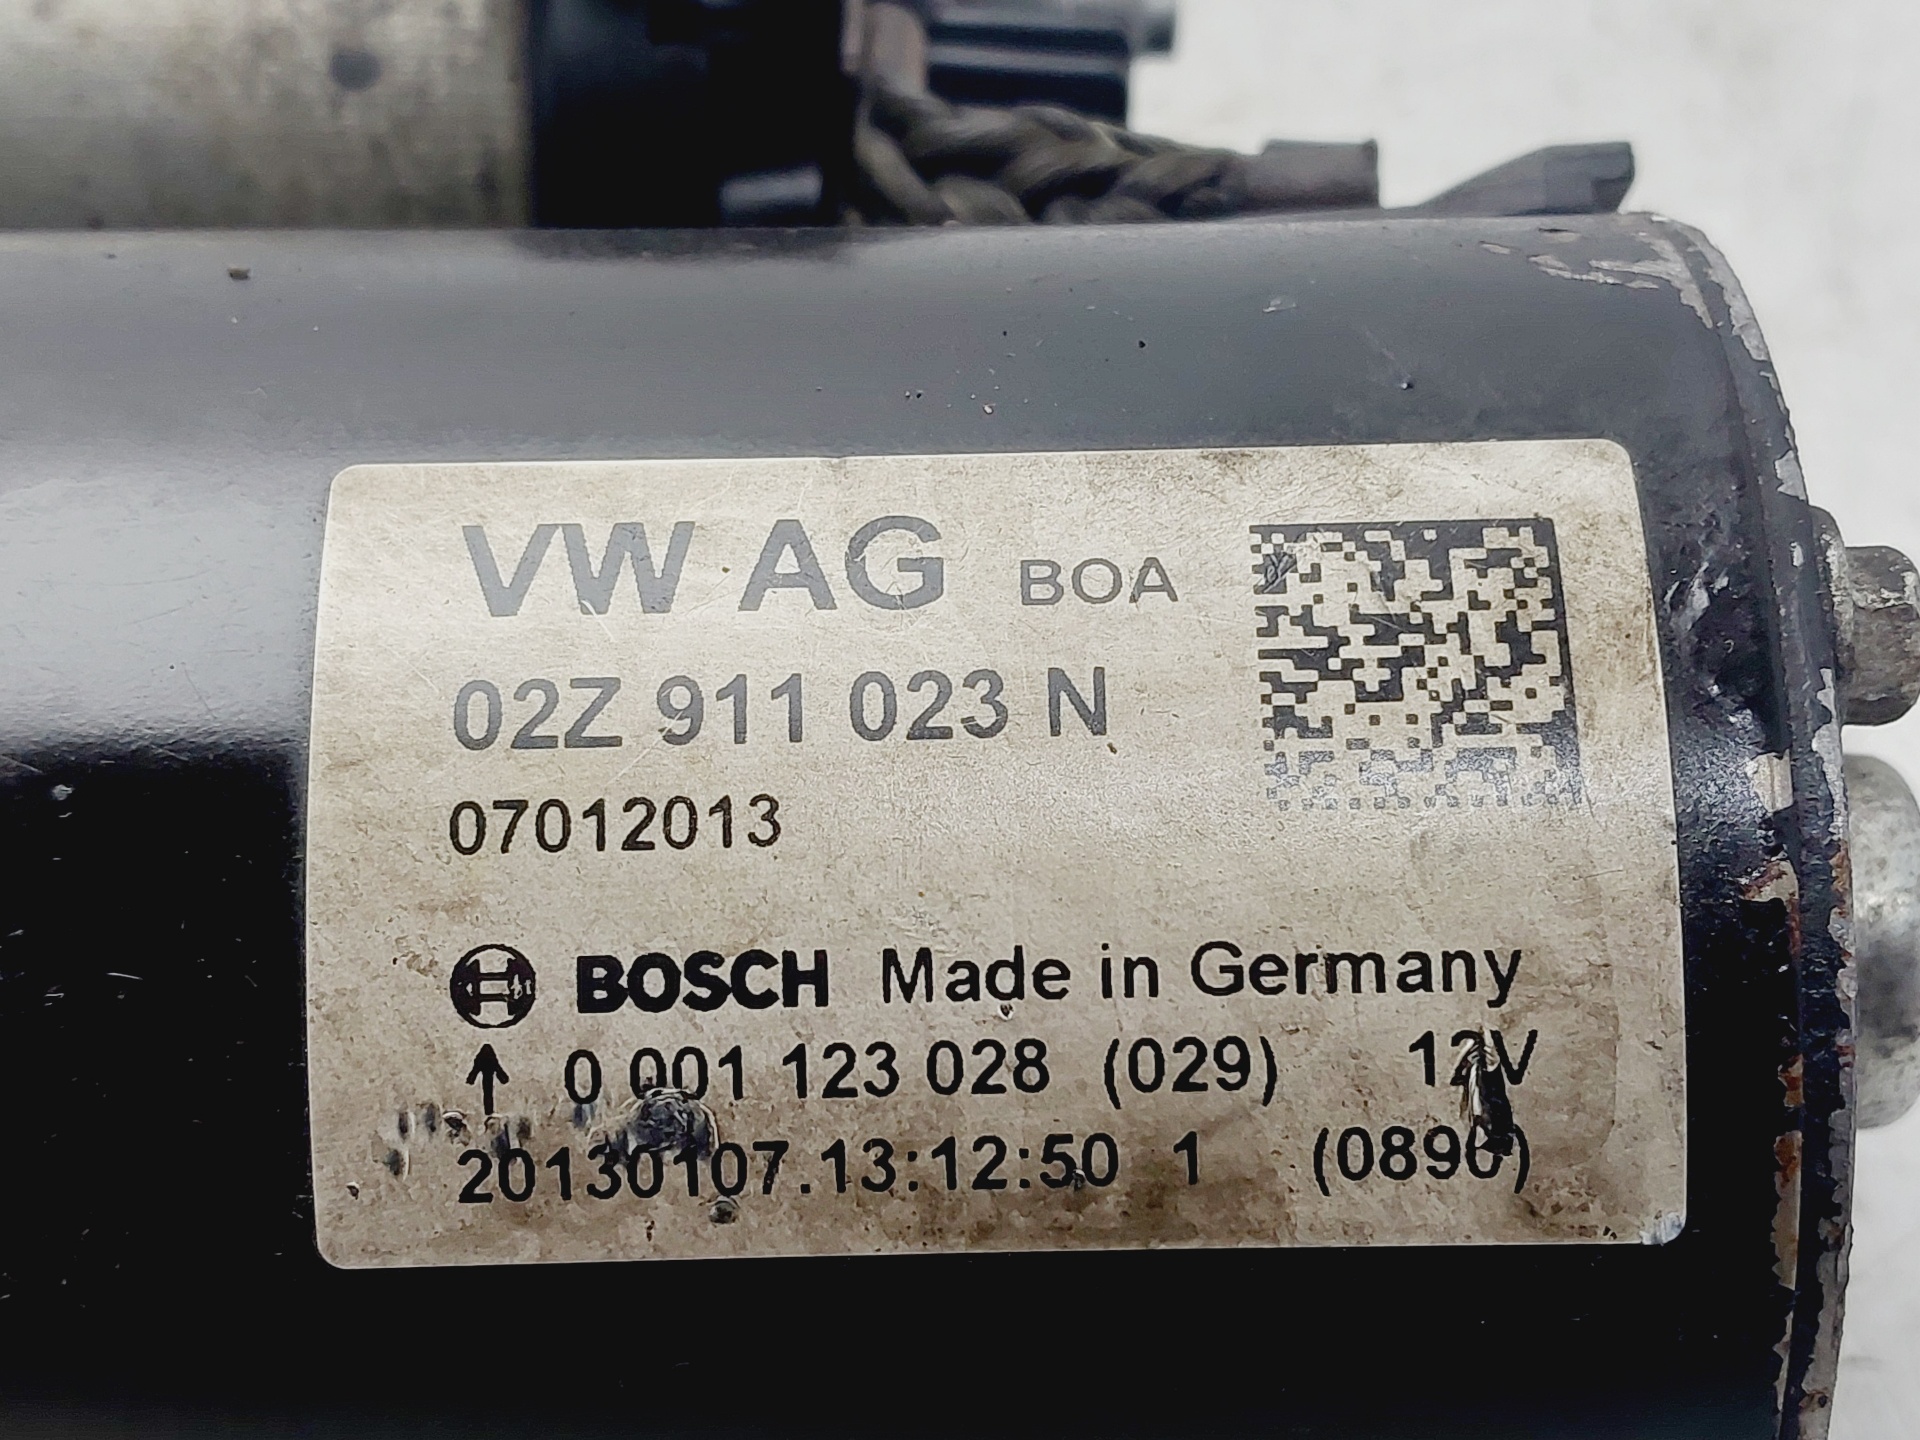 VW AG BOA
02Z 911 023 N
07012013
BOSCH Made in Germany
↑ 0 001 123 028 (029) 12V
20130107.13:12:50 1